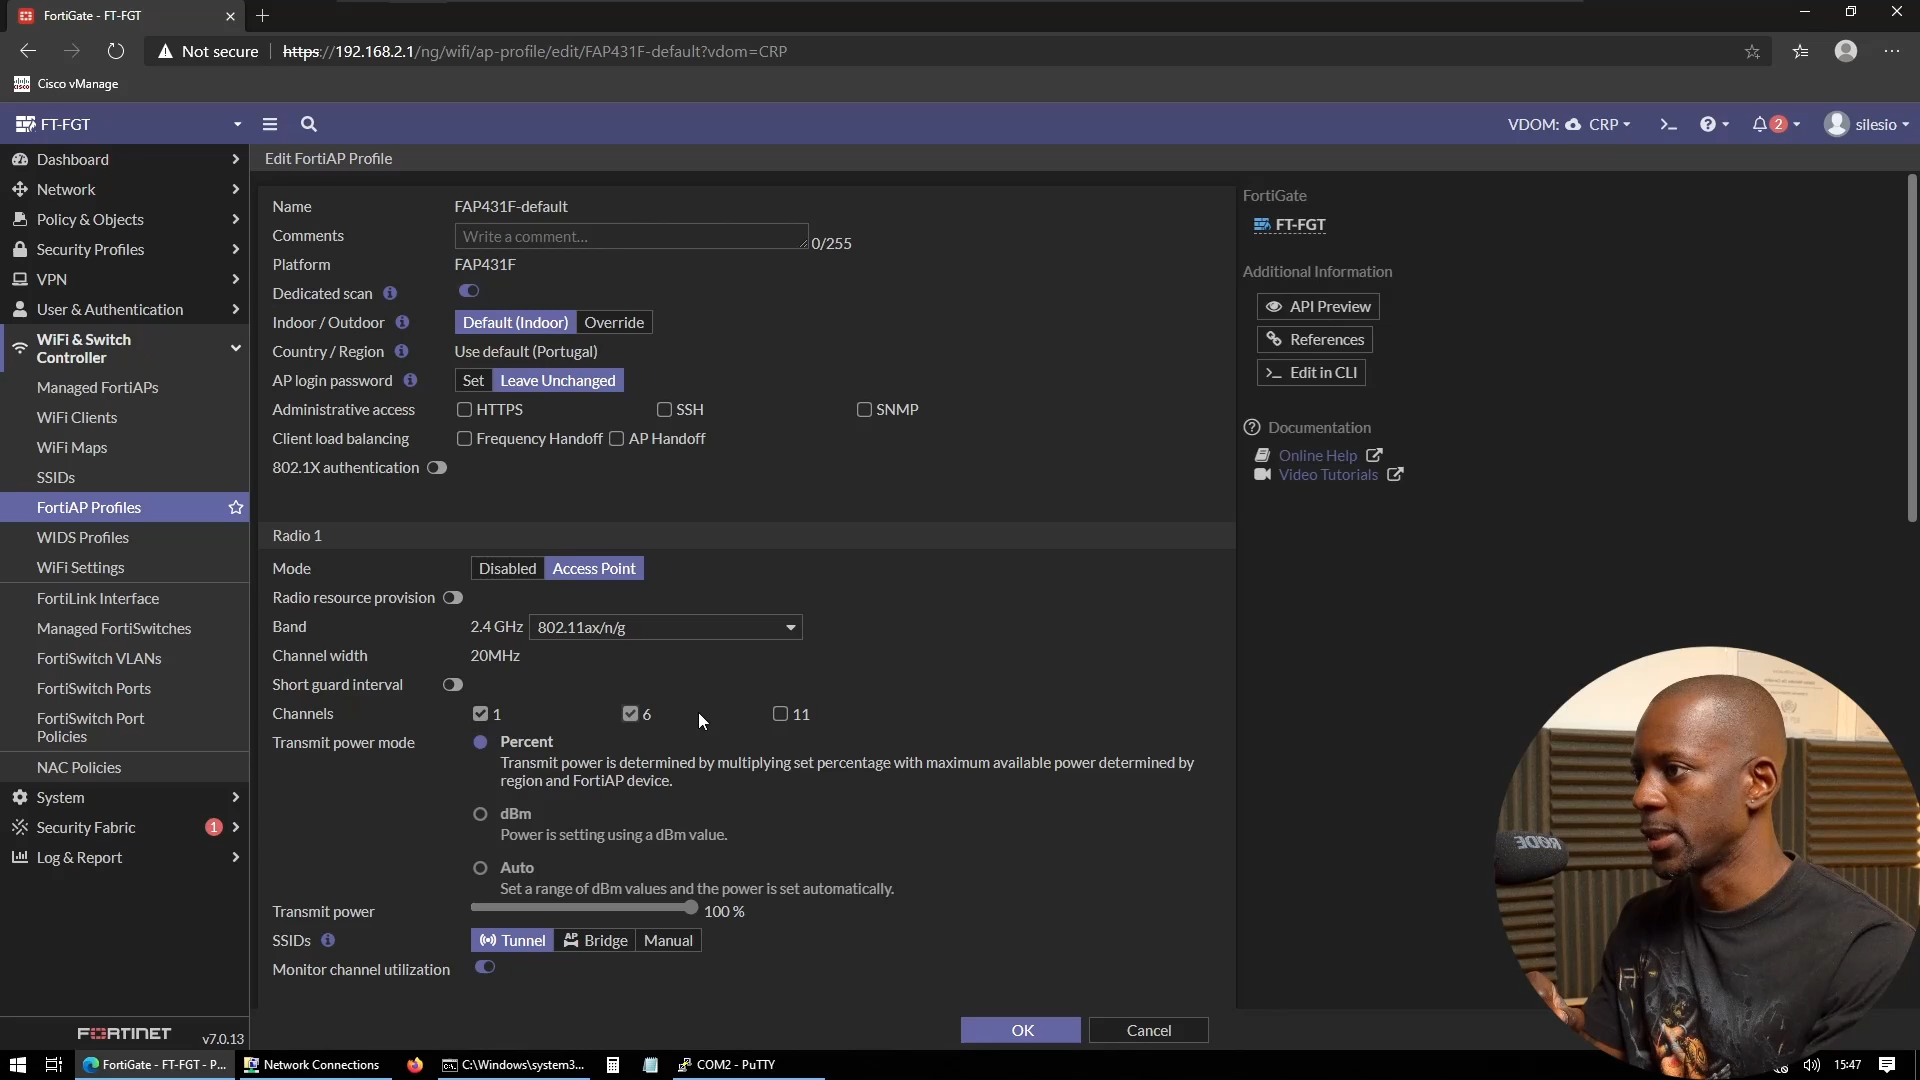 FortiGate - FT-FGT
Not secure
https://192.168.2.1/ng/wifi/ap-profile/edit/FAP431F-default?vdom=CRP
Cisco vManage
FT-FGT
VDOM: CRP
2
silesio
Dashboard
Network
Policy & Objects
Security Profiles
VPN
User & Authentication
WiFi & Switch
Controller
Managed FortiAPs
WiFi Clients
WiFi Maps
SSIDs
FortiAP Profiles
WIDS Profiles
WiFi Settings
FortiLink Interface
Managed FortiSwitches
FortiSwitch VLANs
FortiSwitch Ports
FortiSwitch Port
Policies
NAC Policies
System
Security Fabric 1
Log & Report
FORTINET v7.0.13
Edit FortiAP Profile
Name FAP431F-default
Comments Write a comment... 0/255
Platform FAP431F
Dedicated scan
Indoor / Outdoor Default (Indoor) Override
Country / Region Use default (Portugal)
AP login password Set Leave Unchanged
Administrative access HTTPS SSH SNMP
Client load balancing Frequency Handoff AP Handoff
802.1X authentication
Radio 1
Mode Disabled Access Point
Radio resource provision
Band 2.4 GHz 802.11ax/n/g
Channel width 20MHz
Short guard interval
Channels 1 6 11
Transmit power mode Percent
Transmit power is determined by multiplying set percentage with maximum available power determined by
region and FortiAP device.
dBm
Power is setting using a dBm value.
Auto
Set a range of dBm values and the power is set automatically.
Transmit power 100 %
SSIDs Tunnel Bridge Manual
Monitor channel utilization
OK Cancel
FortiGate
FT-FGT
Additional Information
API Preview
References
>_ Edit in CLI
Documentation
Online Help
Video Tutorials
RØDE
FortiGate - FT-FGT - P...
Network Connections
C:\Windows\system3...
COM2 - PuTTY
15:47